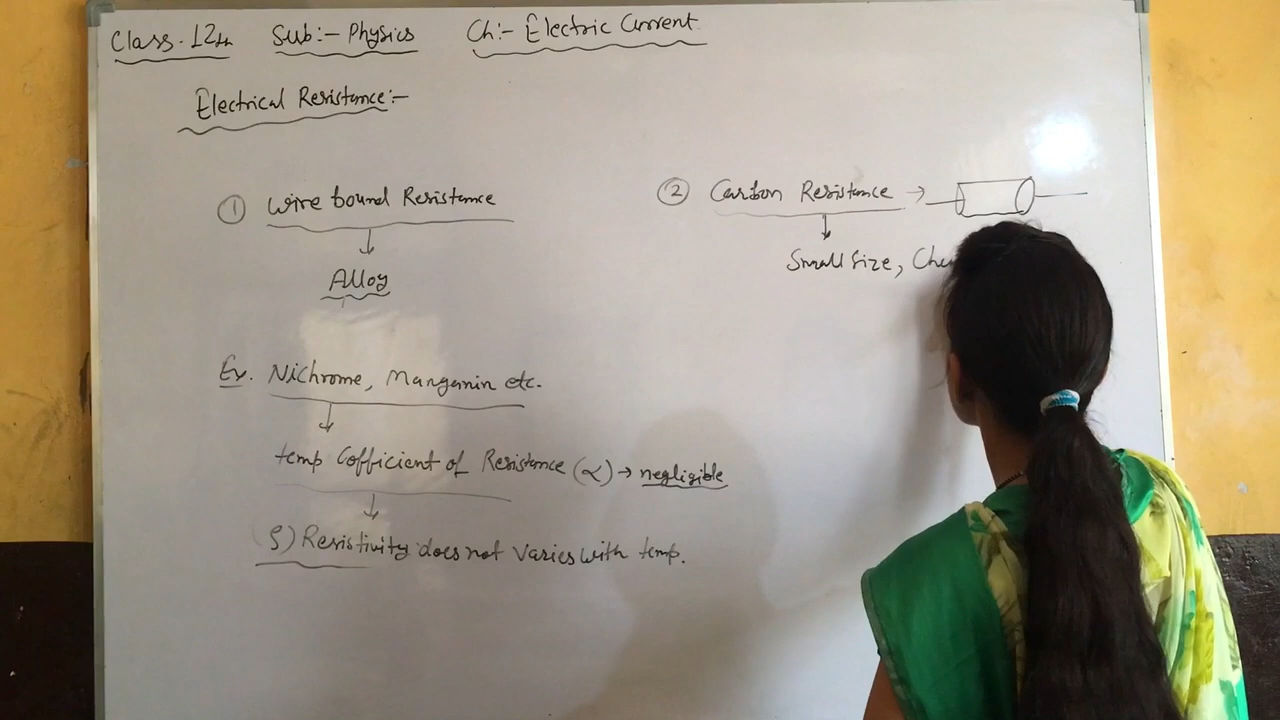 Class. 12th Sub:- Physics Ch:- Electric Current
Electrical Resistance:-
① wire bound Resistance
Alloy
Ex. Nichrome, Manganin etc.
temp Cofficient of Resistance (α) → negligible
(ρ) Resistivity does not varies with temp.
② Carbon Resistance →
Small size,